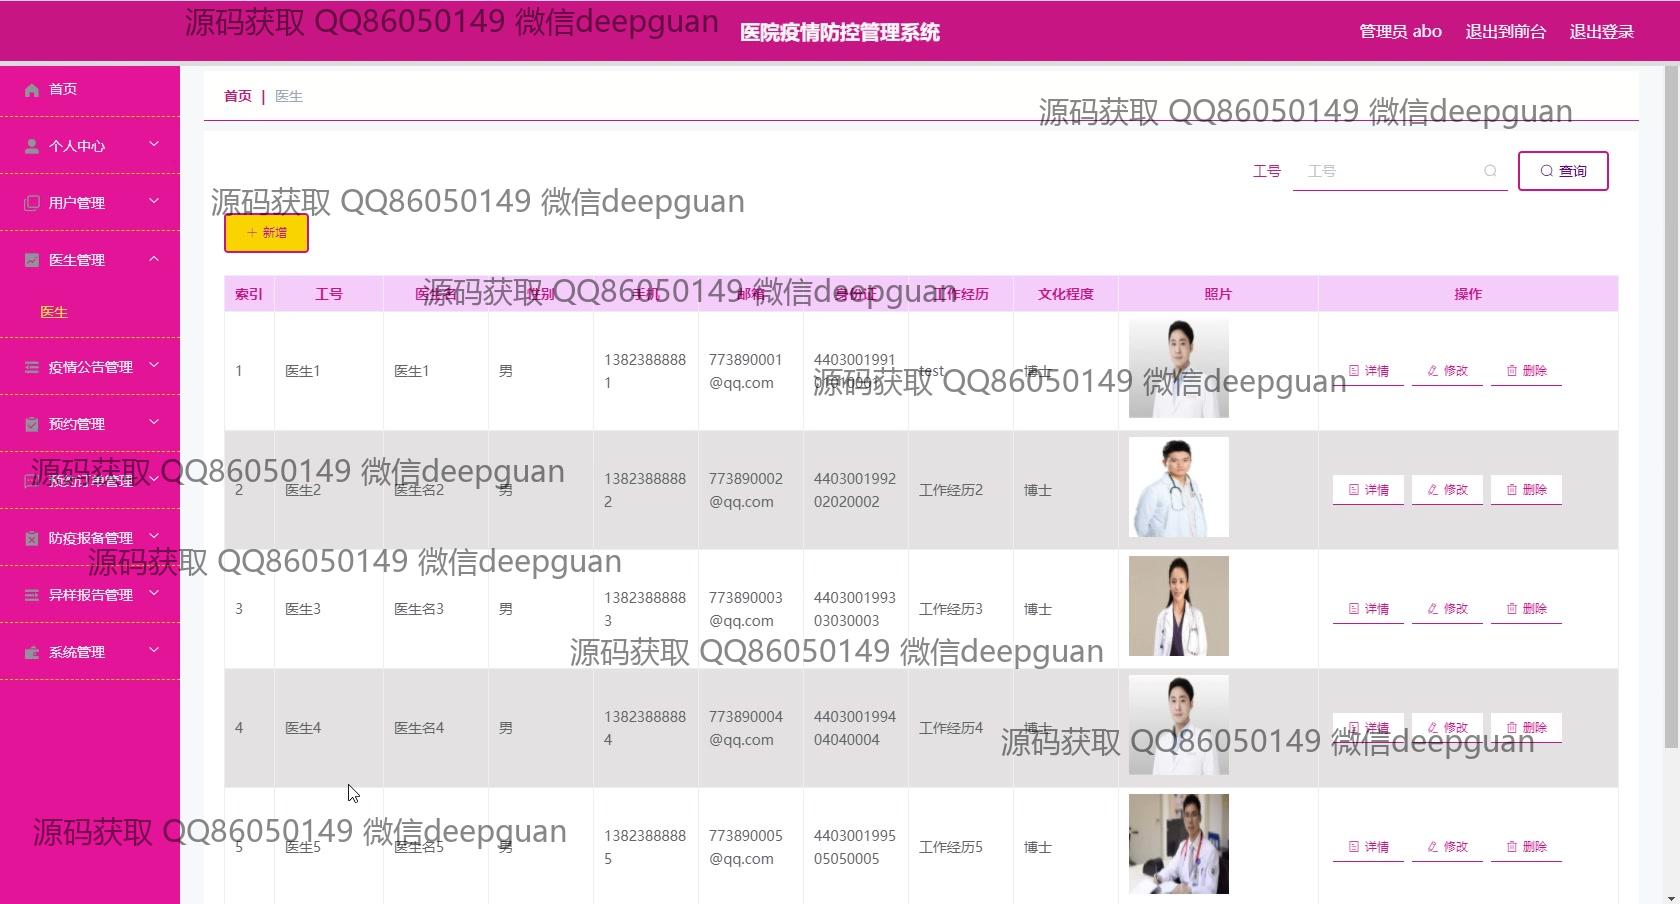 源码获取 QQ86050149 微信deepguan
医院疫情防控管理系统
管理员 abo 退出到前台 退出登录
首页
个人中心
用户管理
医生管理
医生
疫情公告管理
预约管理
预约订单管理
防疫报备管理
异样报告管理
系统管理
首页 | 医生
源码获取 QQ86050149 微信deepguan
工号 工号 查询
源码获取 QQ86050149 微信deepguan
+ 新增
索引 工号 医生名 性别 手机 邮箱 身份证 工作经历 文化程度 照片 操作
源码获取 QQ86050149 微信deepguan
1 医生1 医生1 男 13823888881 773890001@qq.com 440300199101010001 test 博士 详情 修改 删除
源码获取 QQ86050149 微信deepguan
2 医生2 医生名2 男 13823888882 773890002@qq.com 440300199202020002 工作经历2 博士 详情 修改 删除
源码获取 QQ86050149 微信deepguan
源码获取 QQ86050149 微信deepguan
3 医生3 医生名3 男 13823888883 773890003@qq.com 440300199303030003 工作经历3 博士 详情 修改 删除
源码获取 QQ86050149 微信deepguan
4 医生4 医生名4 男 13823888884 773890004@qq.com 440300199404040004 工作经历4 博士 详情 修改 删除
源码获取 QQ86050149 微信deepguan
5 医生5 医生名5 男 13823888885 773890005@qq.com 440300199505050005 工作经历5 博士 详情 修改 删除
源码获取 QQ86050149 微信deepguan